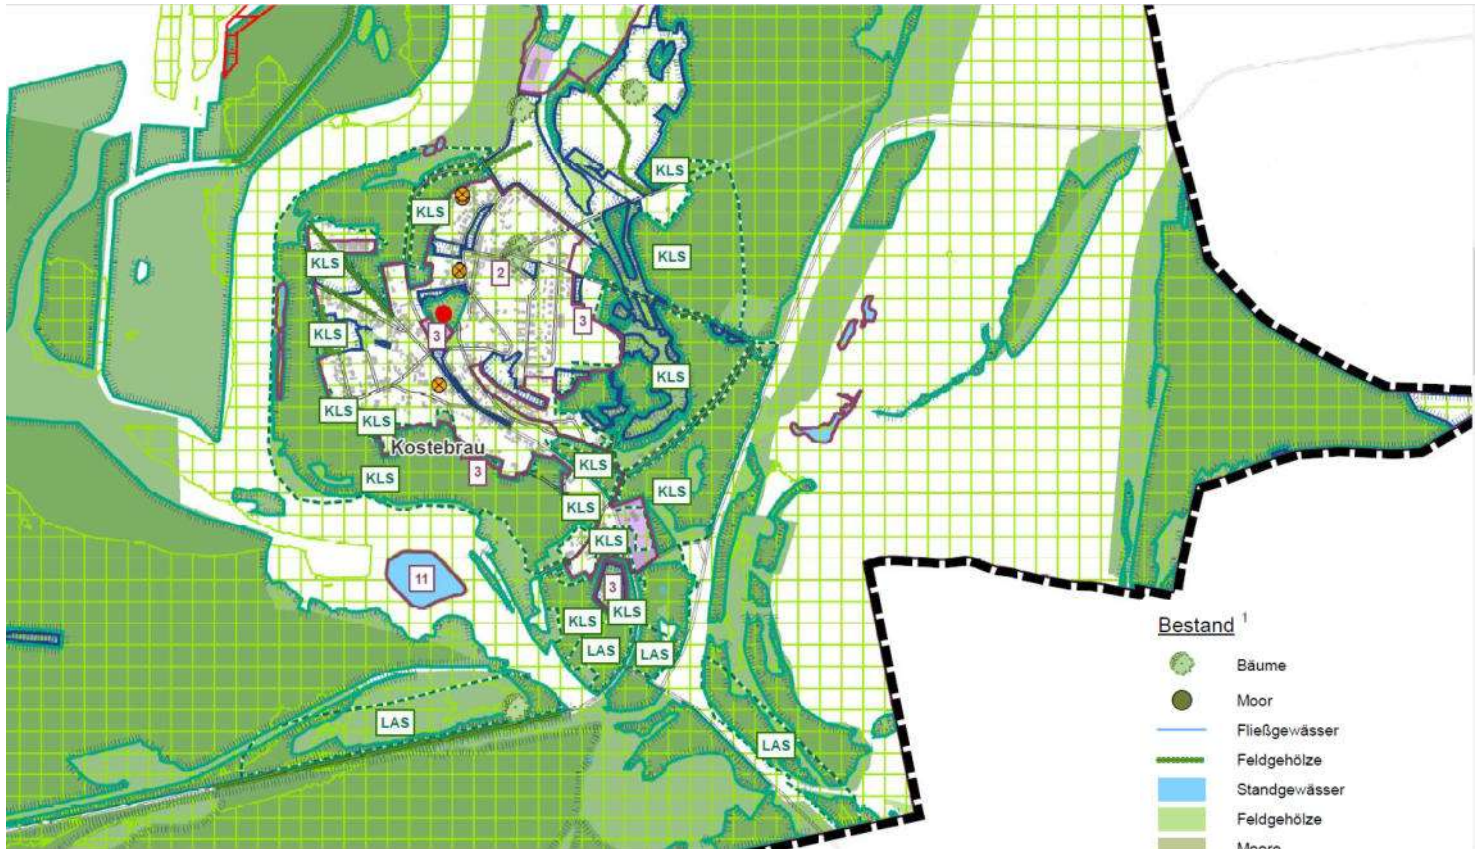 KLS
KLS
2
KLS
KLS
3
KLS
3
KLS
KLS
KLS
Kostebrau
KLS
3
KLS
KLS
KLS
KLS
11
3
KLS
KLS
LAS
LAS
LAS
LAS
Bestand 1
Bäume
Moor
Fließgewässer
Feldgehölze
Standgewässer
Feldgehölze
Moore